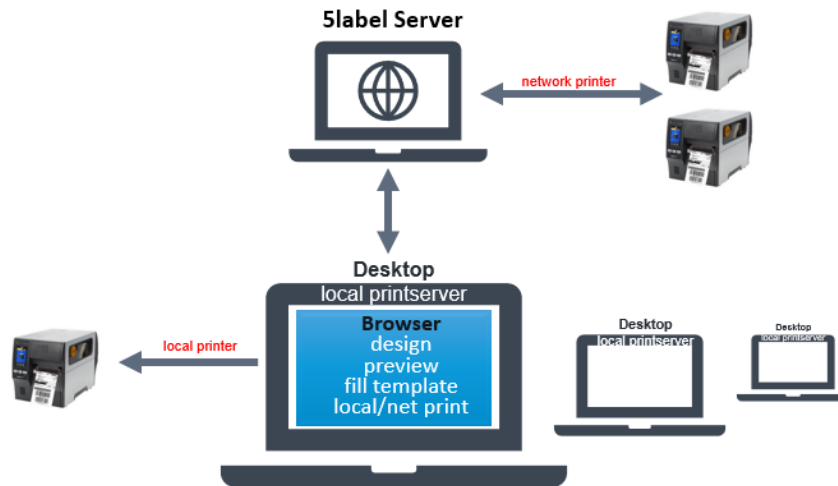 5label Server
network printer
Desktop
local printserver
Browser
design
preview
fill template
local/net print
local printer
Desktop
local printserver
Desktop
local printserver